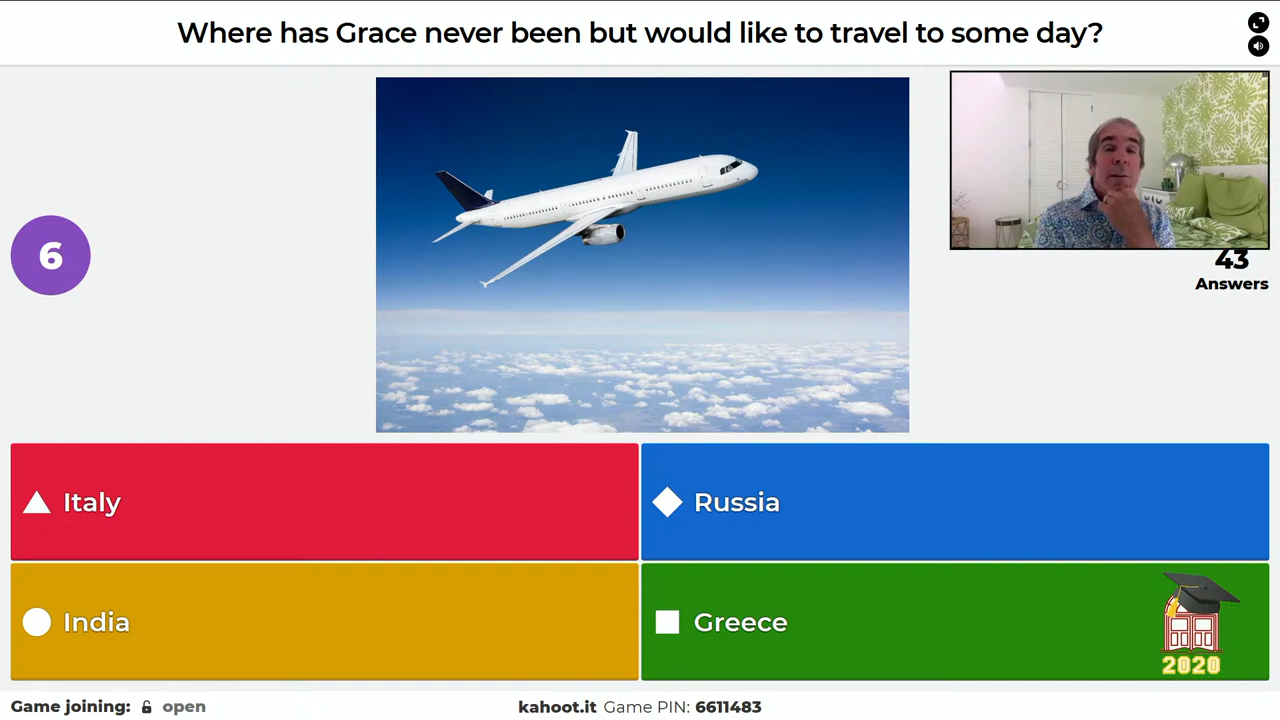 Where has Grace never been but would like to travel to some day?
6
43
Answers
Italy
Russia
India
Greece
2020
Game joining: open
kahoot.it Game PIN: 6611483